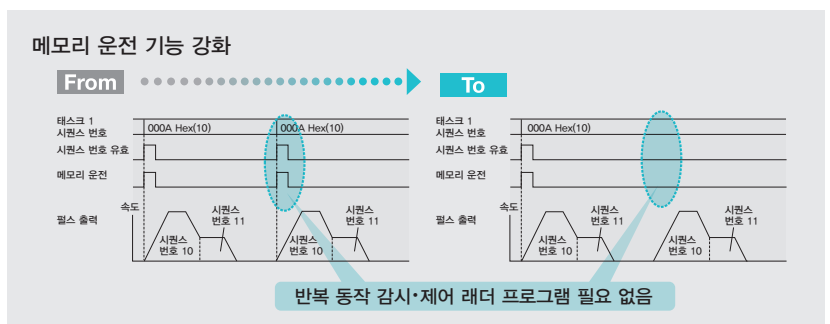 메모리 운전 기능 강화
From
To
태스크 1
시퀀스 번호
000A Hex(10)
000A Hex(10)
시퀀스 번호 유효
메모리 운전
펄스 출력
속도
시퀀스
번호 10
시퀀스
번호 11
시퀀스
번호 10
시퀀스
번호 11
태스크 1
시퀀스 번호
000A Hex(10)
시퀀스 번호 유효
메모리 운전
펄스 출력
속도
시퀀스
번호 10
시퀀스
번호 11
시퀀스
번호 10
시퀀스
번호 11
반복 동작 감시·제어 래더 프로그램 필요 없음